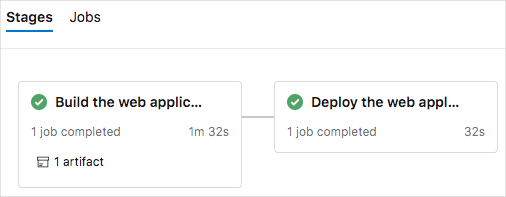 Stages Jobs
Build the web applic...
1 job completed 1m 32s
1 artifact
Deploy the web appl...
1 job completed 32s